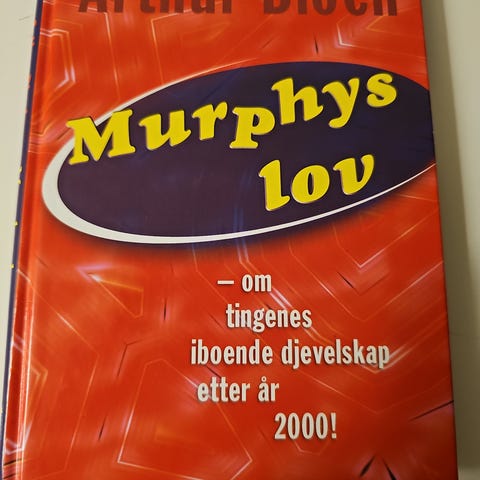 Arthur Bloch
Murphys
lov
– om
tingenes
iboende djevelskap
etter år
2000!